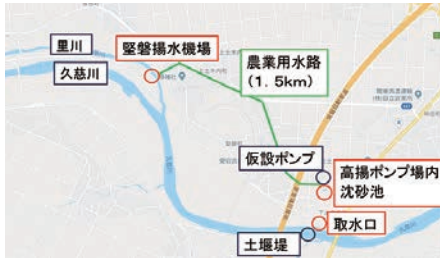 里川
久慈川
堅磐揚水機場
農業用水路
(1.5km)
仮設ポンプ
高揚ポンプ場内
沈砂池
取水口
土堰堤